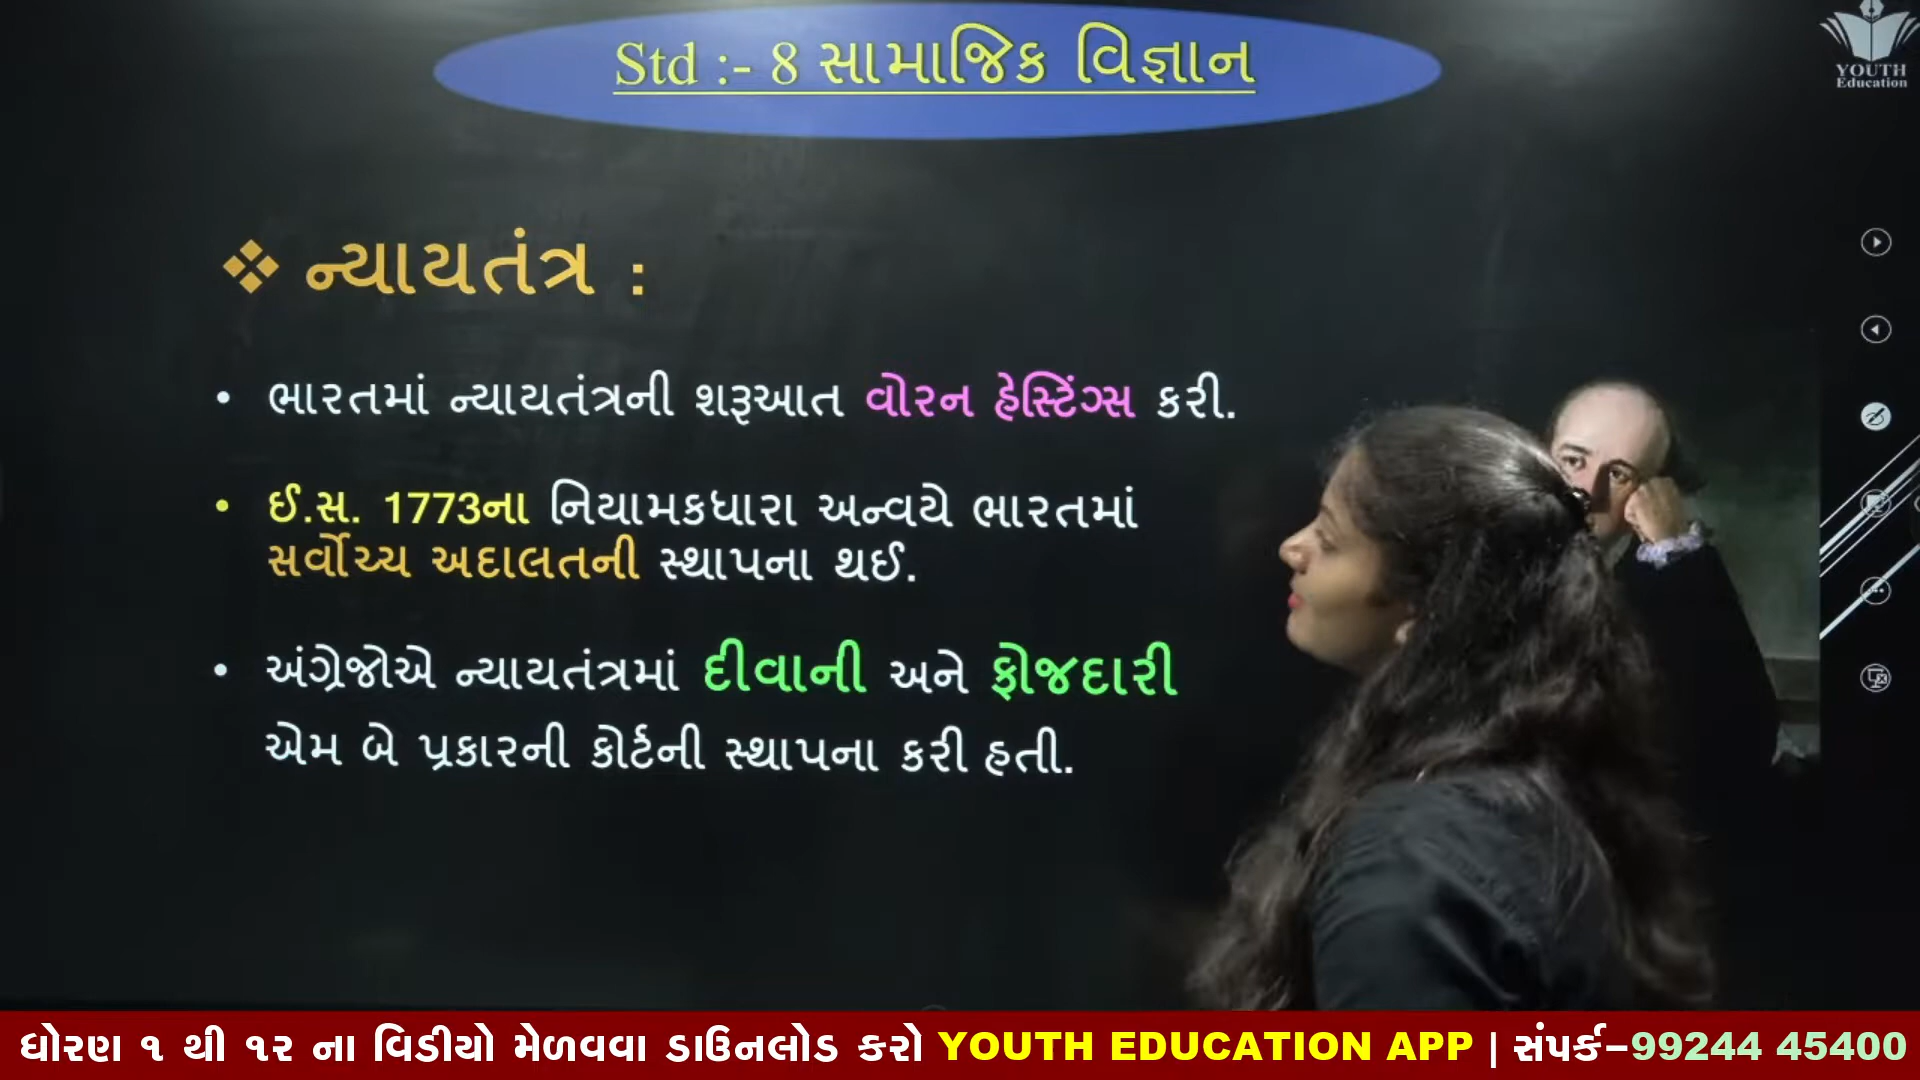 Std :- 8 સામાજિક વિજ્ઞાન
YOUTH
Education
❖ ન્યાયતંત્ર :
• ભારતમાં ન્યાયતંત્રની શરૂઆત વોરન હેસ્ટિંગ્સ કરી.
• ઈ.સ. 1773ના નિયામકધારા અન્વયે ભારતમાં
સર્વોચ્ચ અદાલતની સ્થાપના થઈ.
• અંગ્રેજોએ ન્યાયતંત્રમાં દીવાની અને ફોજદારી
એમ બે પ્રકારની કોર્ટની સ્થાપના કરી હતી.
ધોરણ ૧ થી ૧૨ ના વિડીયો મેળવવા ડાઉનલોડ કરો YOUTH EDUCATION APP | સંપર્ક–99244 45400